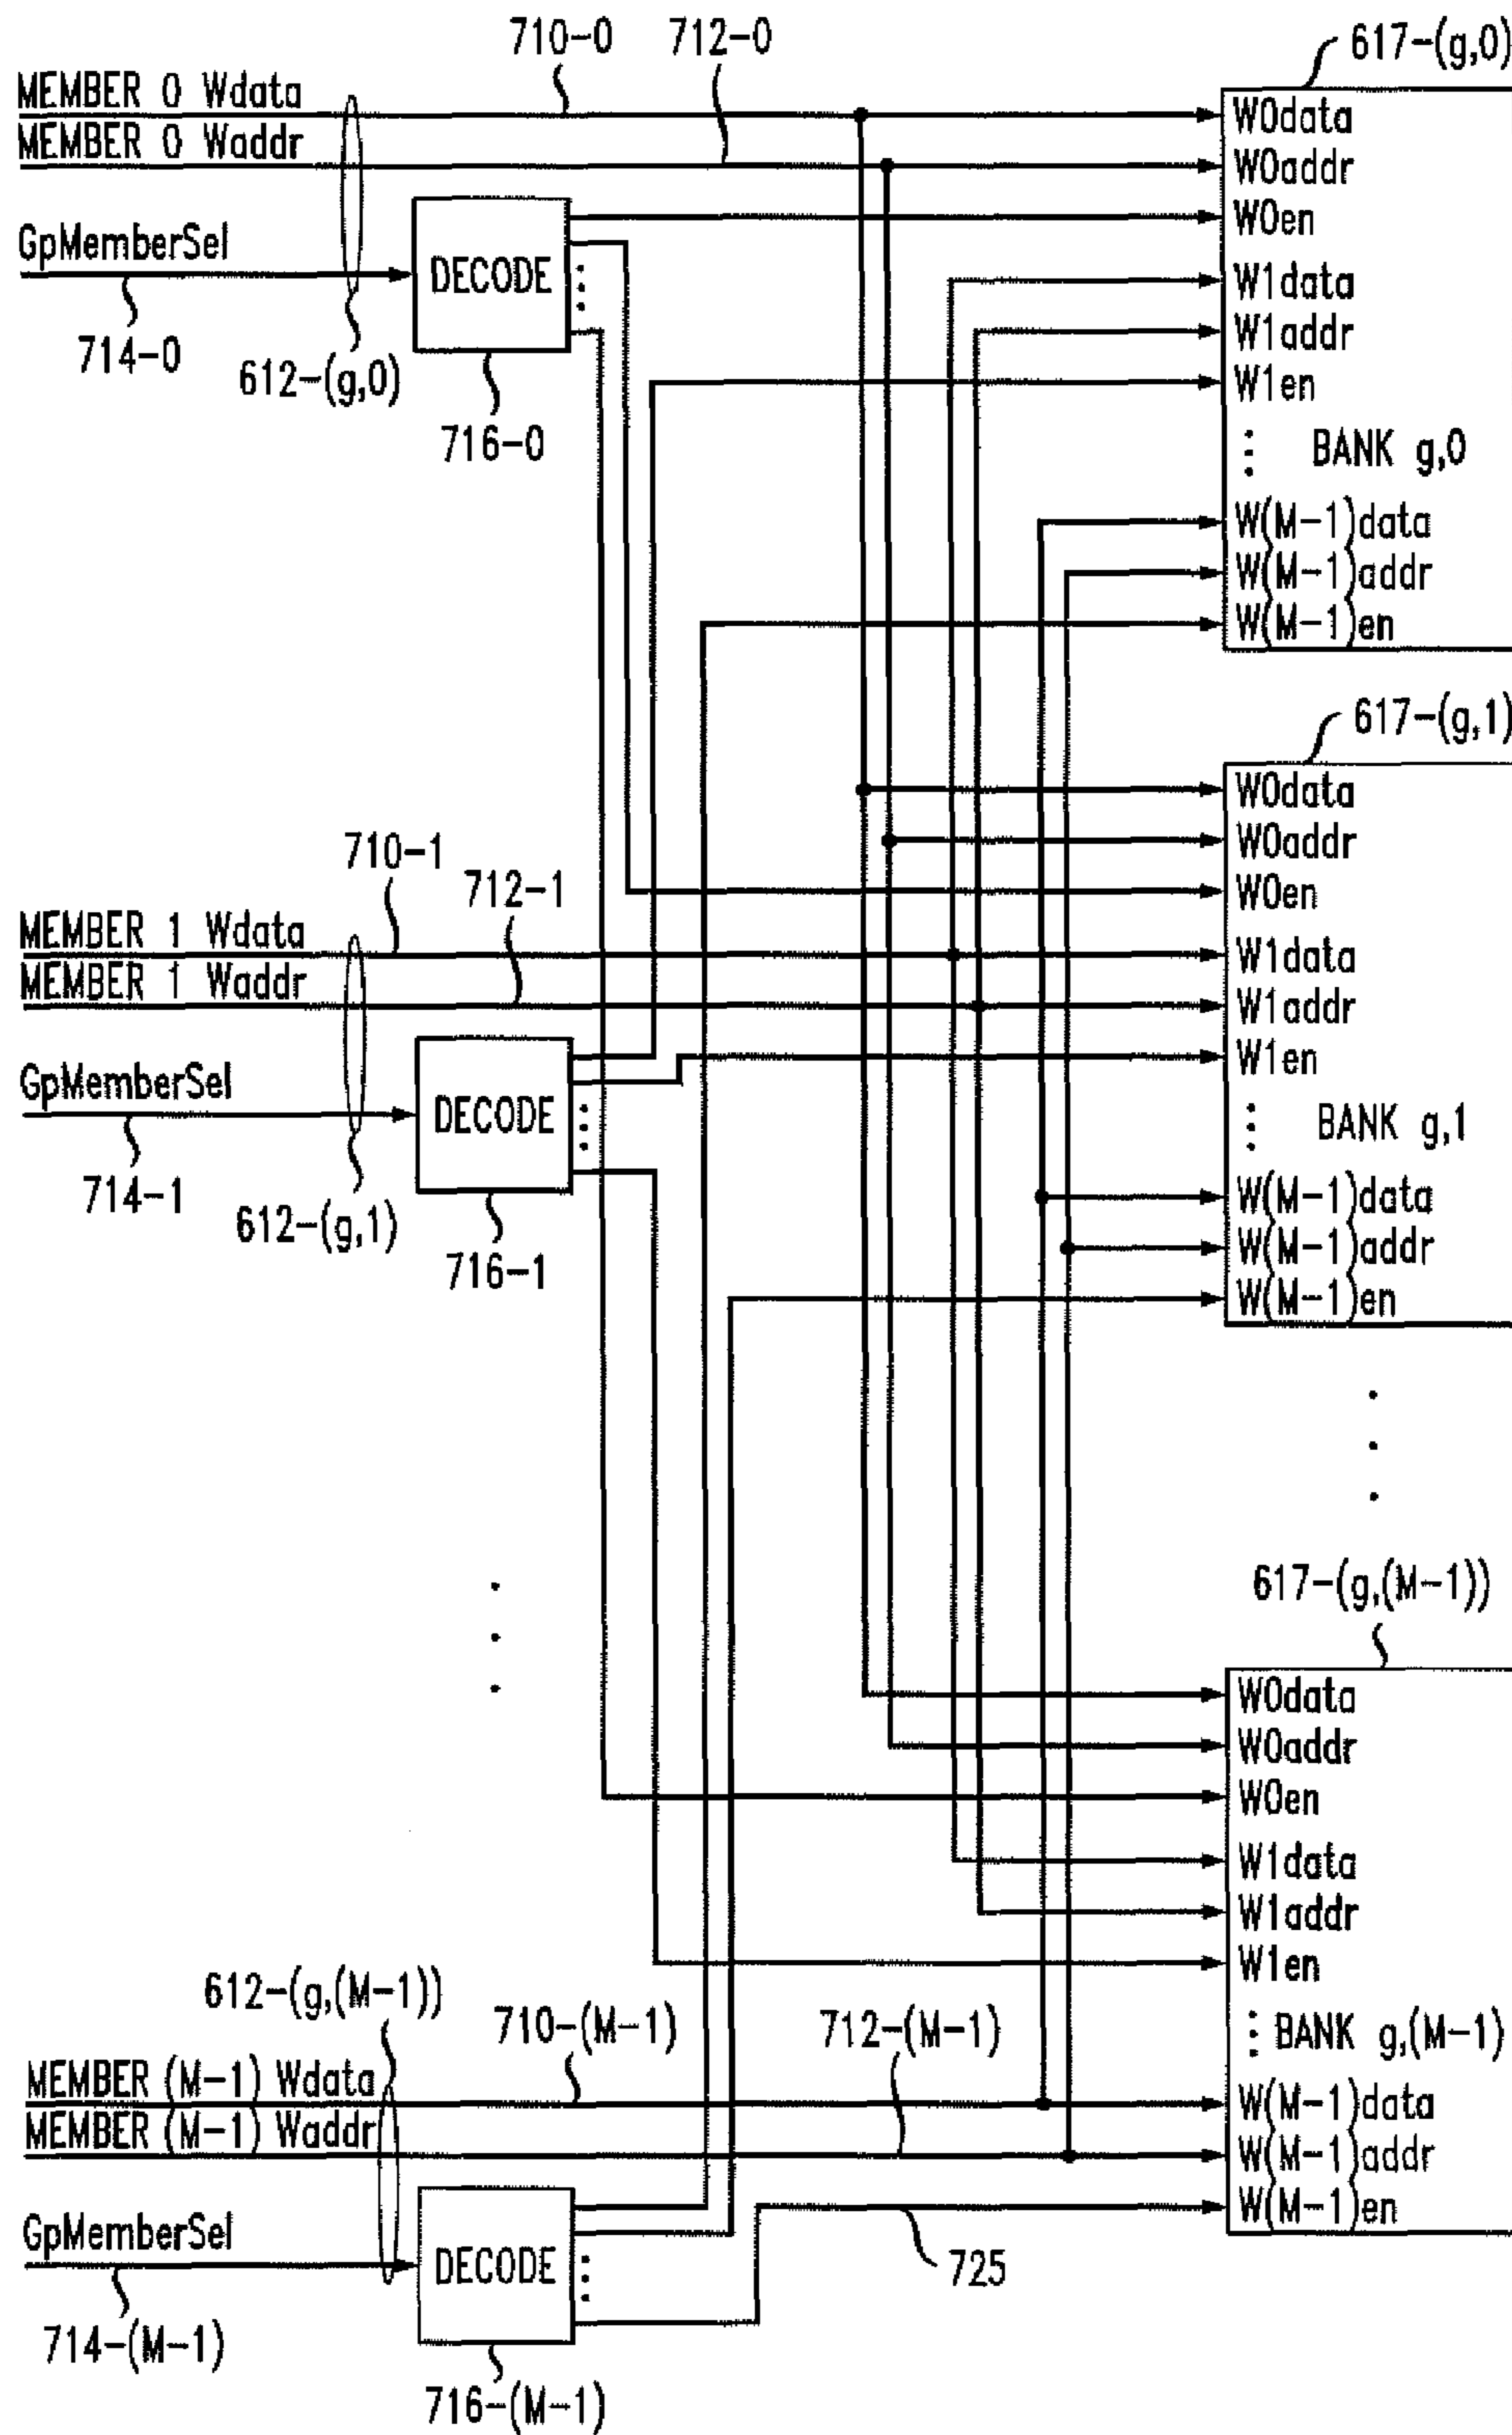 710-0
712-0
617-(g,0)
MEMBER 0 Wdata
MEMBER 0 Waddr
GpMemberSel
714-0
612-(g,0)
DECODE
716-0
W0data
W0addr
W0en
W1data
W1addr
W1en
⋮ BANK g,0
W(M-1)data
W(M-1)addr
W(M-1)en
617-(g,1)
710-1
712-1
MEMBER 1 Wdata
MEMBER 1 Waddr
GpMemberSel
714-1
612-(g,1)
DECODE
716-1
W0data
W0addr
W0en
W1data
W1addr
W1en
⋮ BANK g,1
W(M-1)data
W(M-1)addr
W(M-1)en
617-(g,(M-1))
612-(g,(M-1))
710-(M-1)
712-(M-1)
MEMBER (M-1) Wdata
MEMBER (M-1) Waddr
GpMemberSel
714-(M-1)
DECODE
716-(M-1)
725
W0data
W0addr
W0en
W1data
W1addr
W1en
⋮ BANK g,(M-1)
W(M-1)data
W(M-1)addr
W(M-1)en